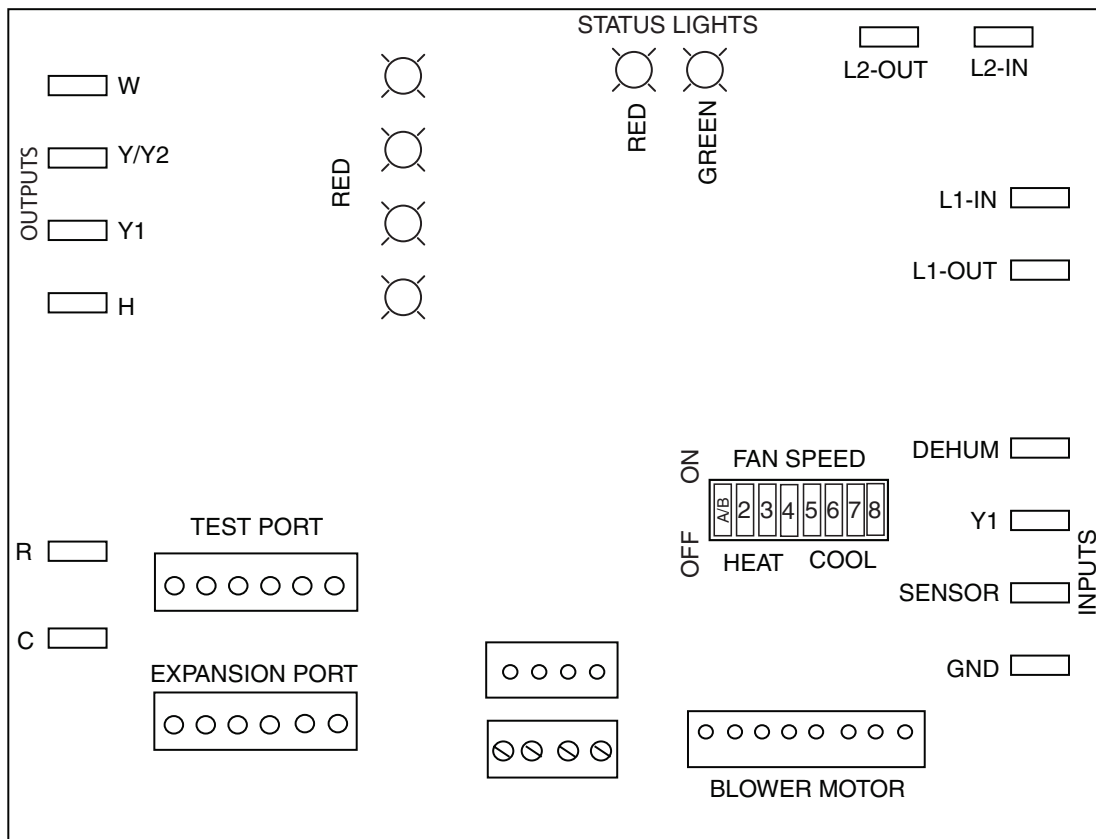 STATUS LIGHTS
L2-OUT
L2-IN
W
Y/Y2
Y1
H
OUTPUTS
RED
RED
GREEN
L1-IN
L1-OUT
DEHUM
Y1
SENSOR
GND
INPUTS
ON
OFF
FAN SPEED
A/B 2 3 4 5 6 7 8
HEAT
COOL
R
C
TEST PORT
EXPANSION PORT
BLOWER MOTOR